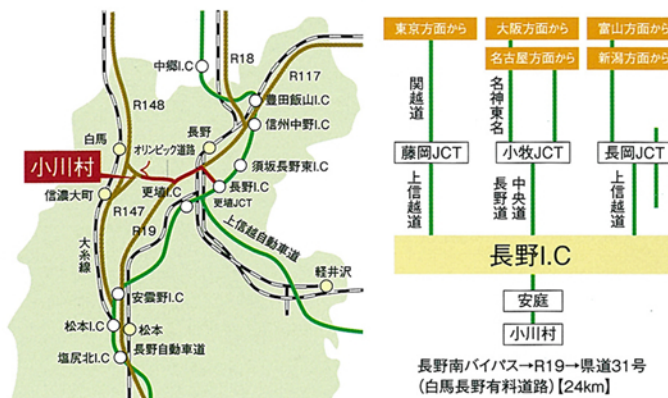 中郷I.C
R18
R117
豊田飯山I.C
R148
信州中野I.C
白馬
オリンピック道路
長野
須坂長野東I.C
小川村
更埴I.C
長野I.C
信濃大町
更埴JCT
R147
R19
上信越自動車道
大糸線
軽井沢
安曇野I.C
松本I.C
松本
塩尻北I.C
長野自動車道
東京方面から
大阪方面から
富山方面から
名古屋方面から
新潟方面から
関越道
名神東名
藤岡JCT
小牧JCT
長岡JCT
上信越道
中央道
長野道
上信越道
長野I.C
安庭
小川村
長野南バイパス→R19→県道31号
(白馬長野有料道路)【24km】